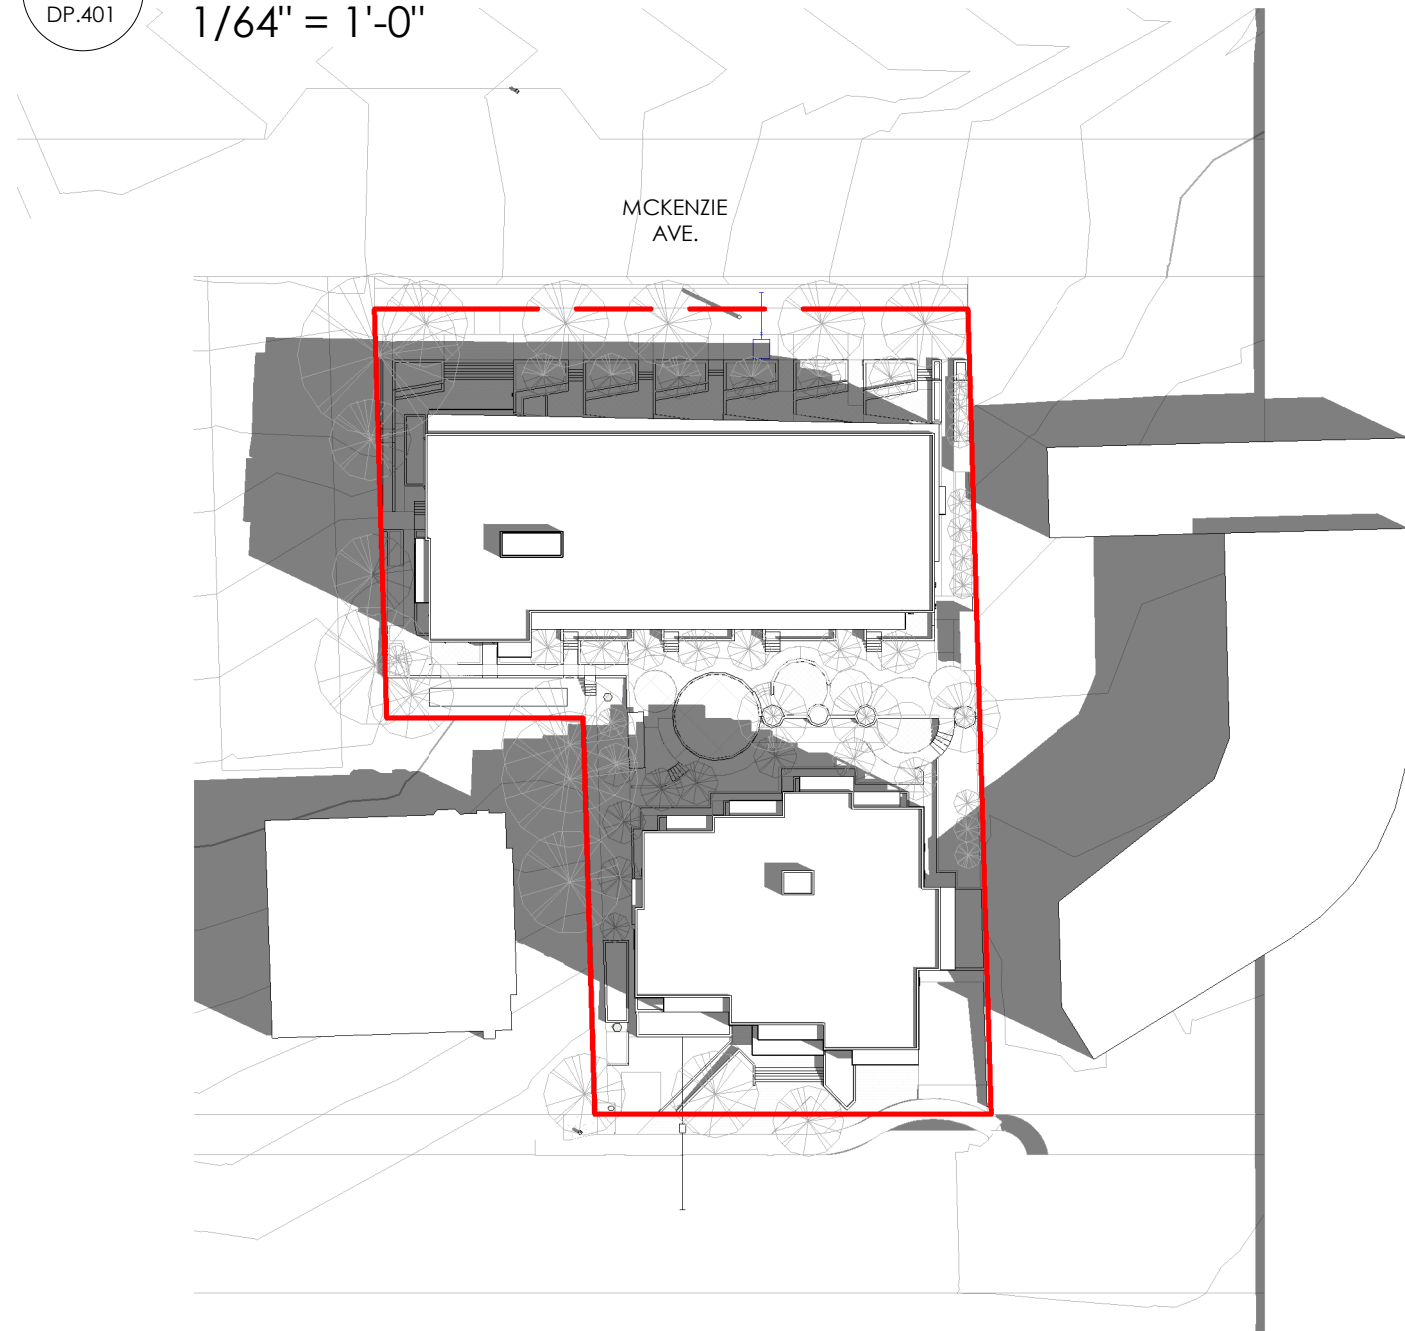 DP.401
1/64" = 1'-0"
MCKENZIE
AVE.